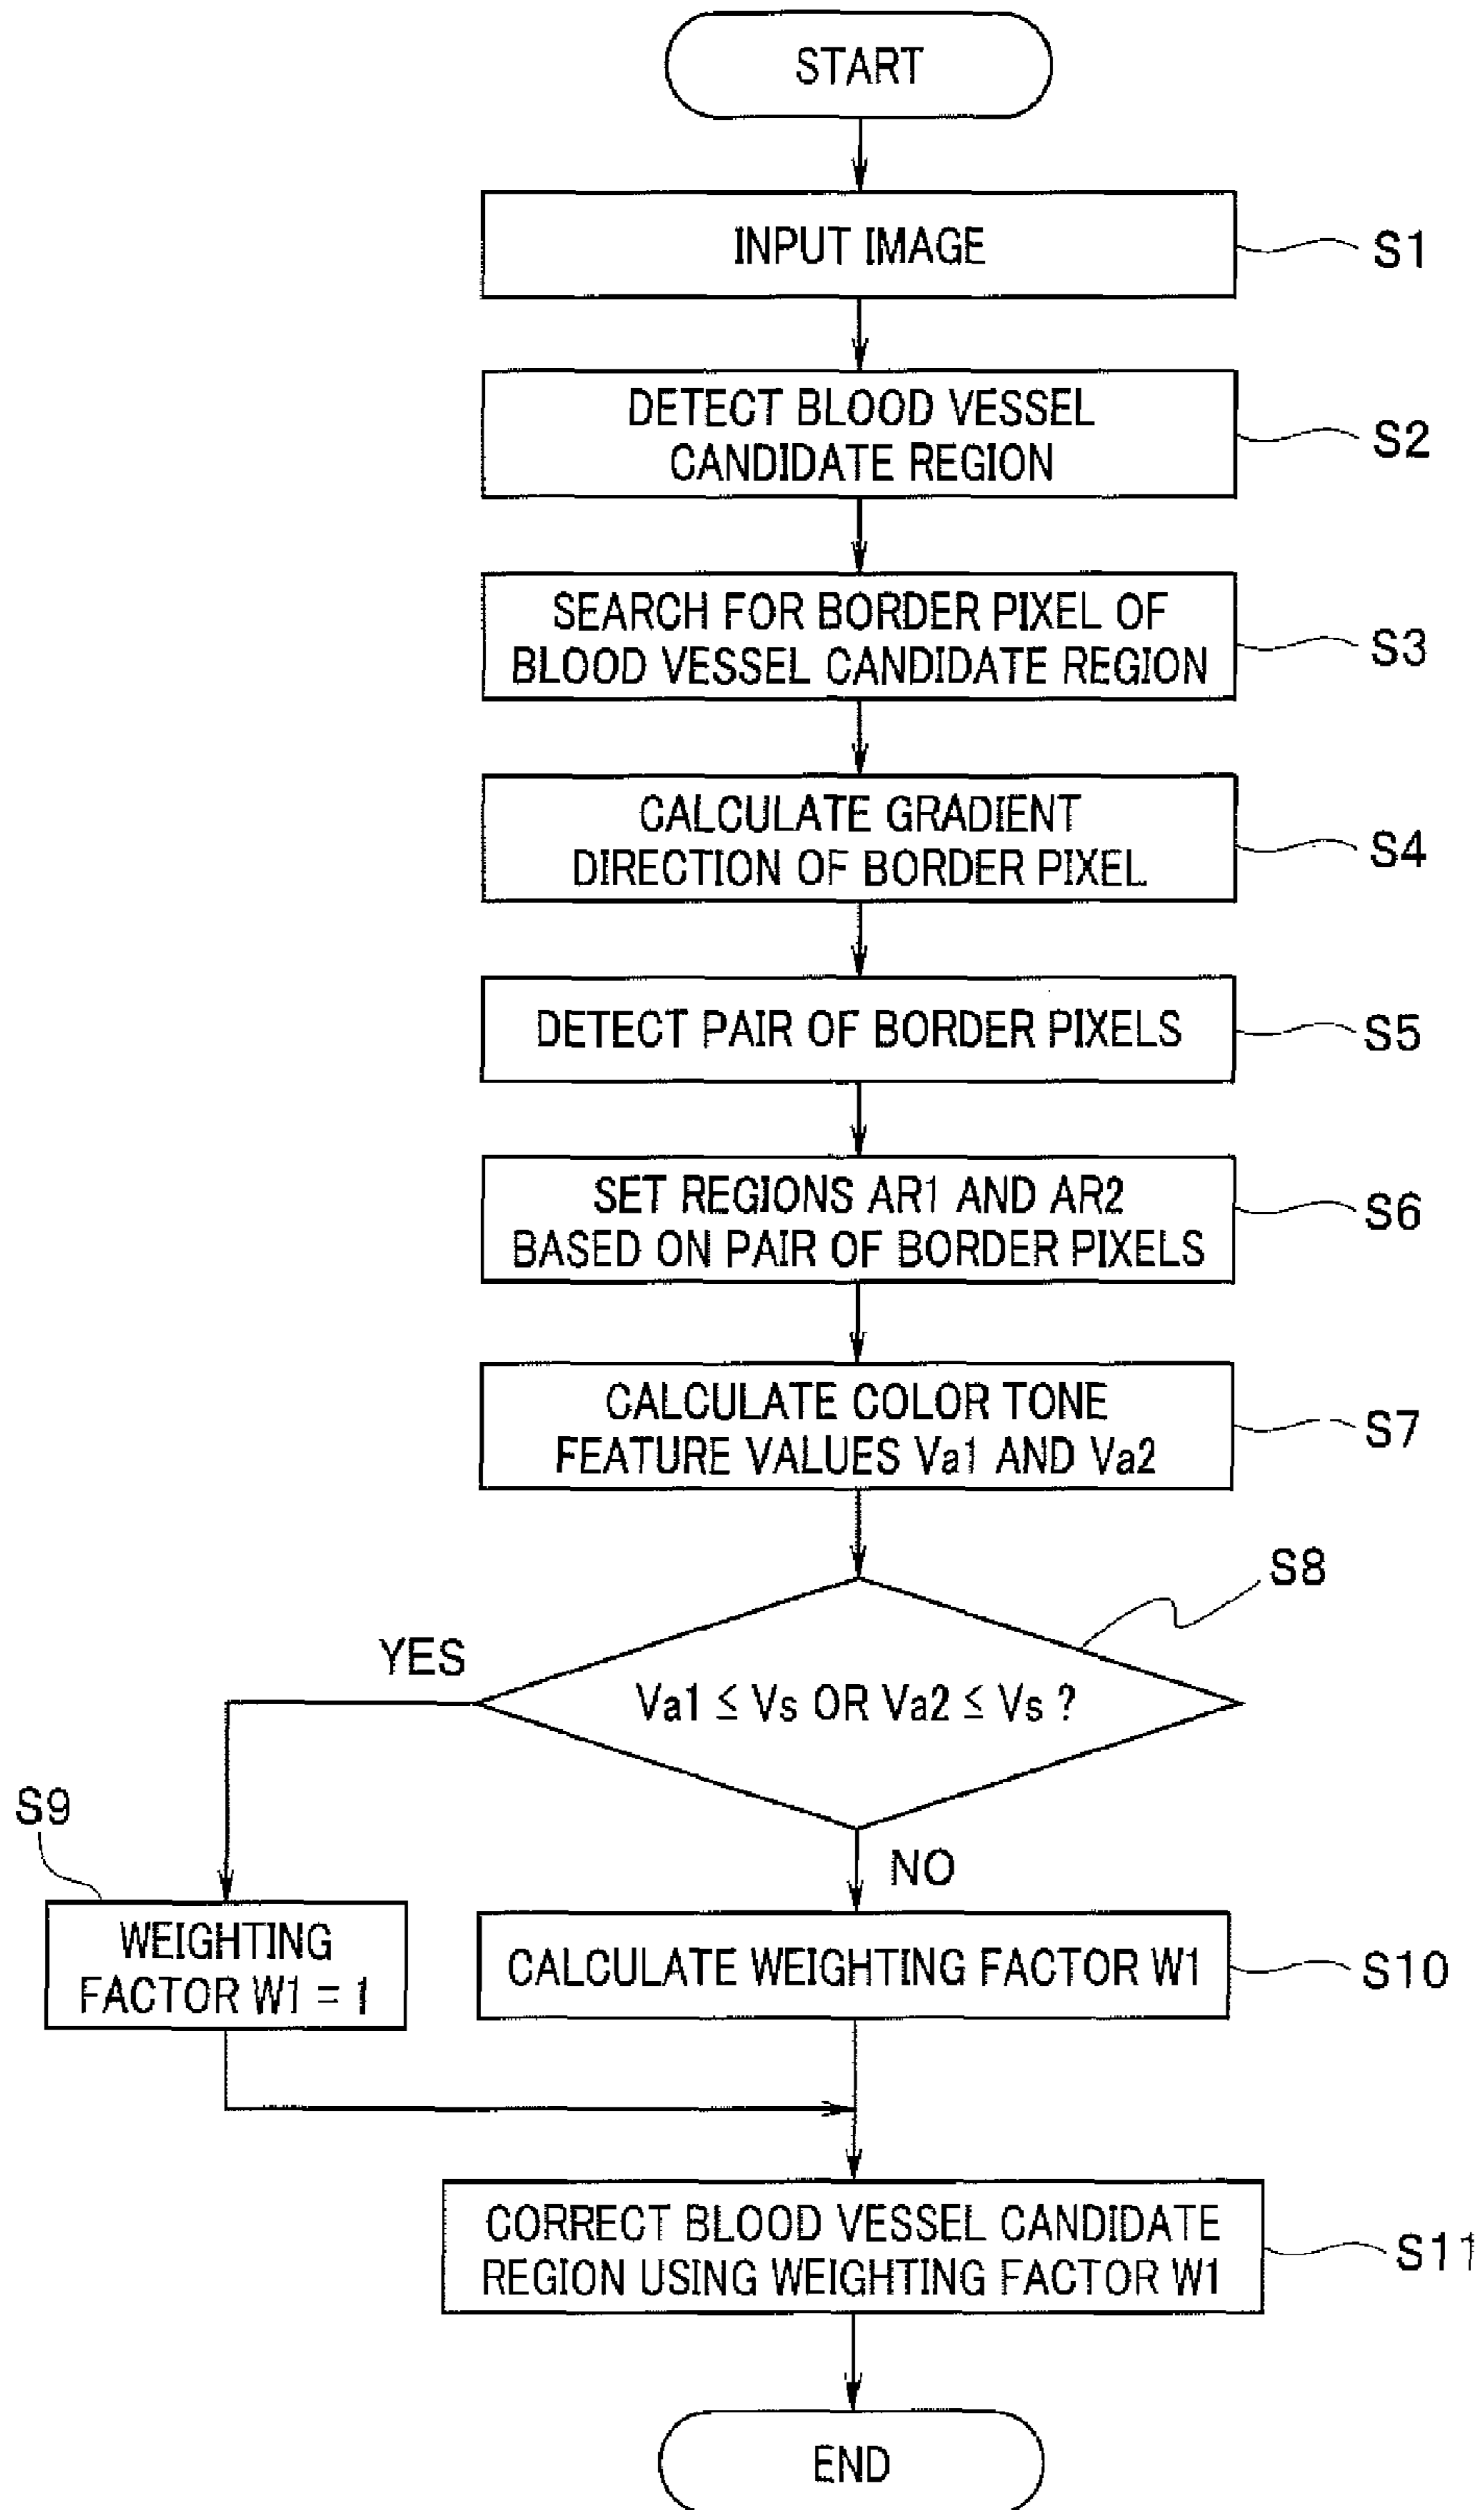 START
INPUT IMAGE
S1
DETECT BLOOD VESSEL
CANDIDATE REGION
S2
SEARCH FOR BORDER PIXEL OF
BLOOD VESSEL CANDIDATE REGION
S3
CALCULATE GRADIENT
DIRECTION OF BORDER PIXEL
S4
DETECT PAIR OF BORDER PIXELS
S5
SET REGIONS AR1 AND AR2
BASED ON PAIR OF BORDER PIXELS
S6
CALCULATE COLOR TONE
FEATURE VALUES Va1 AND Va2
S7
S8
YES
Va1 ≤ Vs OR Va2 ≤ Vs ?
S9
NO
WEIGHTING
FACTOR W1 = 1
CALCULATE WEIGHTING FACTOR W1
S10
CORRECT BLOOD VESSEL CANDIDATE
REGION USING WEIGHTING FACTOR W1
S11
END